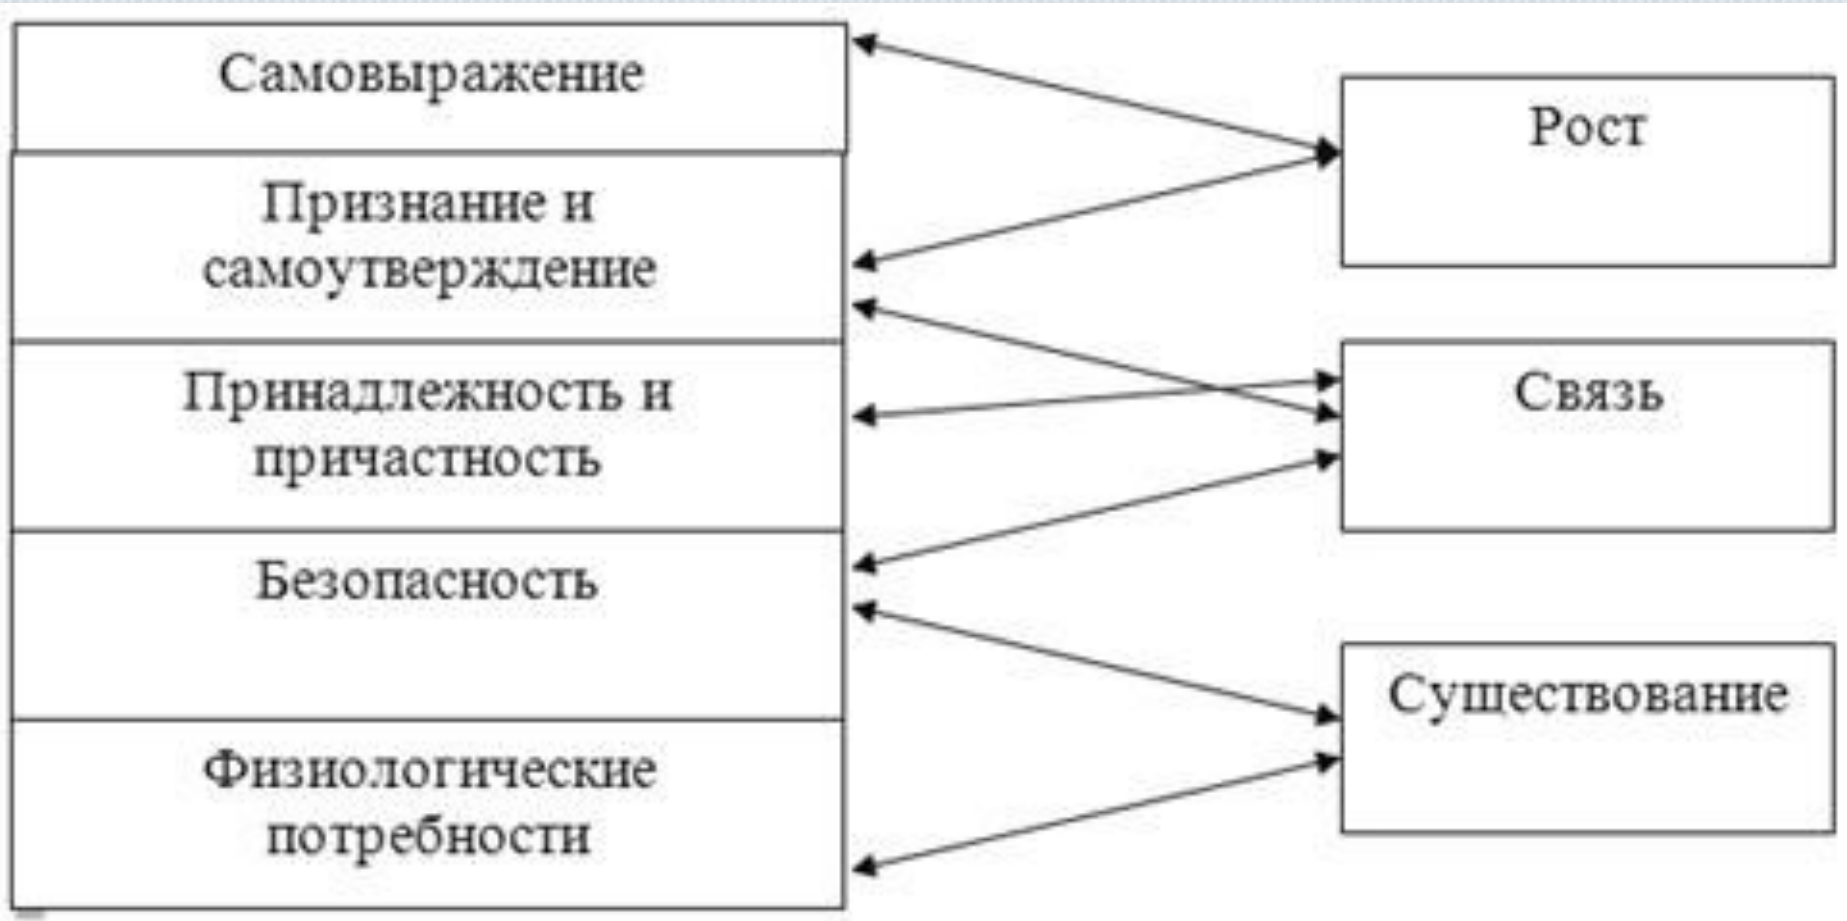 Самовыражение
Признание и
самоутверждение
Принадлежность и
причастность
Безопасность
Физиологические
потребности
Рост
Связь
Существование